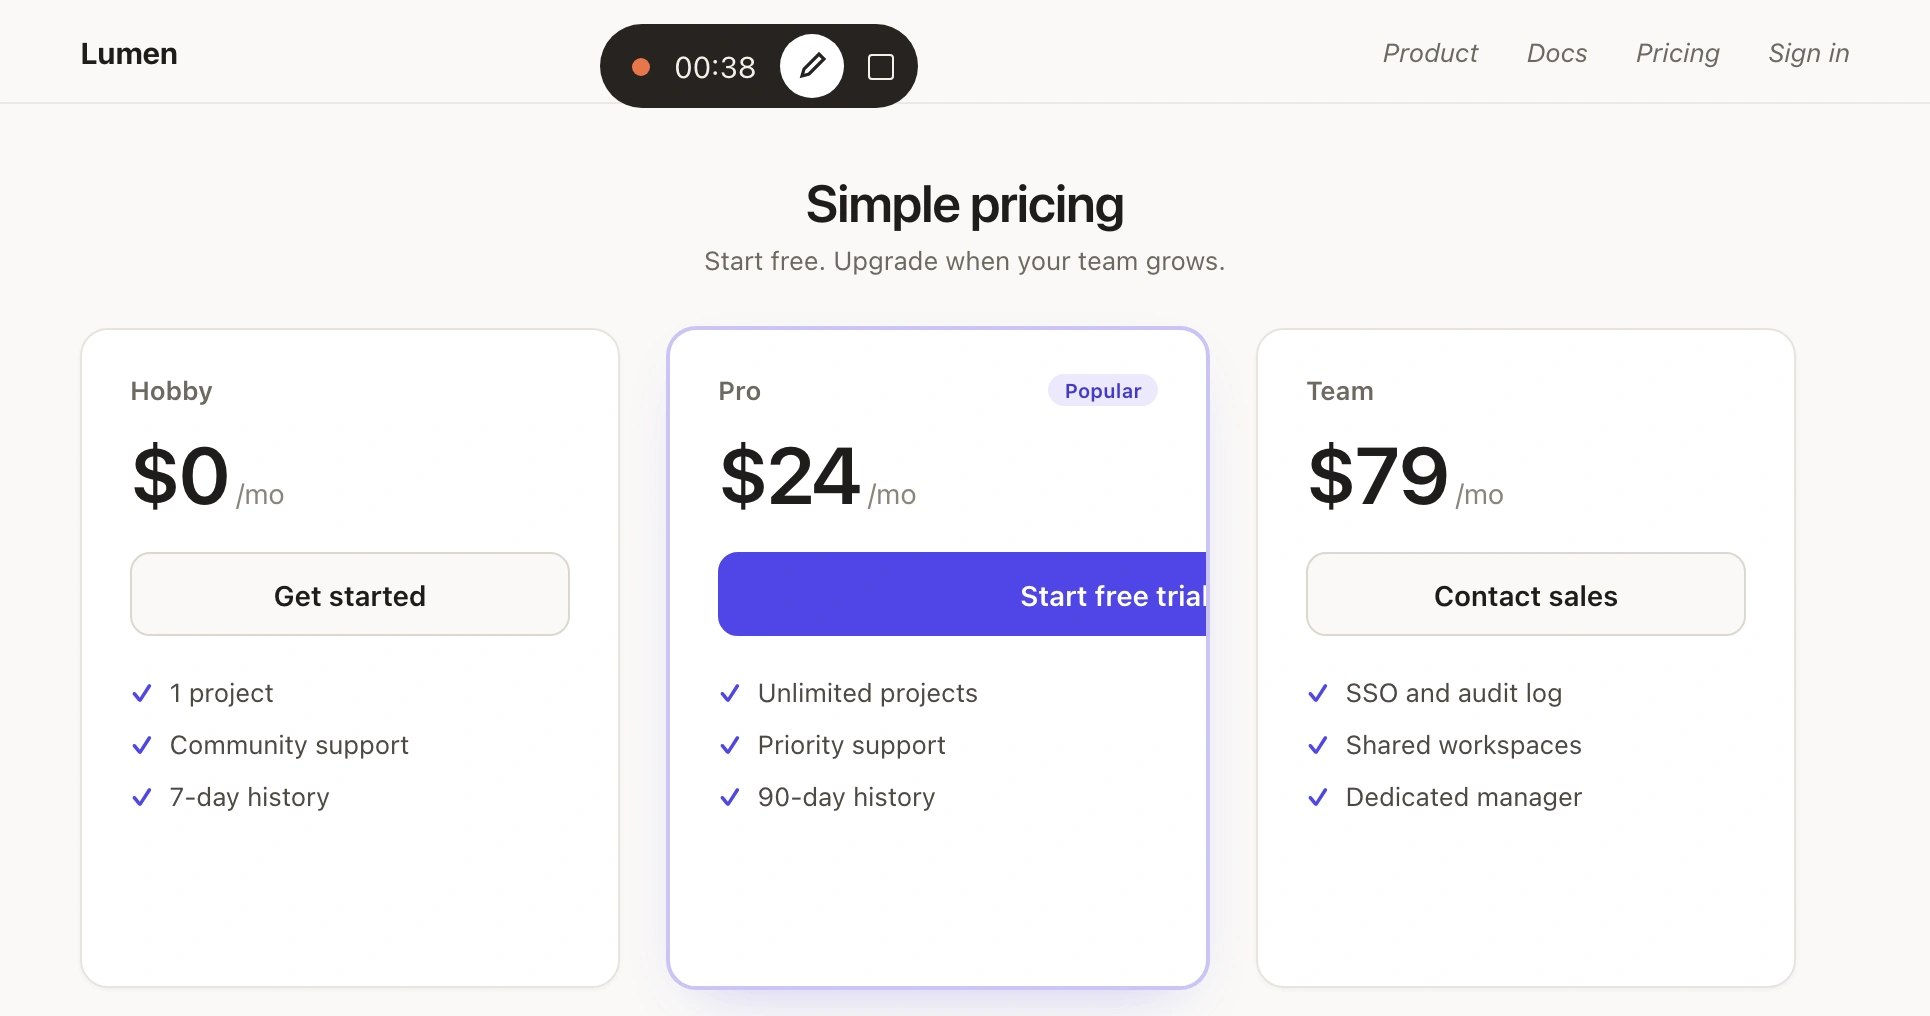 Lumen
00:38
Product Docs Pricing Sign in
Simple pricing
Start free. Upgrade when your team grows.
Hobby
$0 /mo
Get started
1 project
Community support
7-day history
Pro
Popular
$24 /mo
Start free trial
Unlimited projects
Priority support
90-day history
Team
$79 /mo
Contact sales
SSO and audit log
Shared workspaces
Dedicated manager